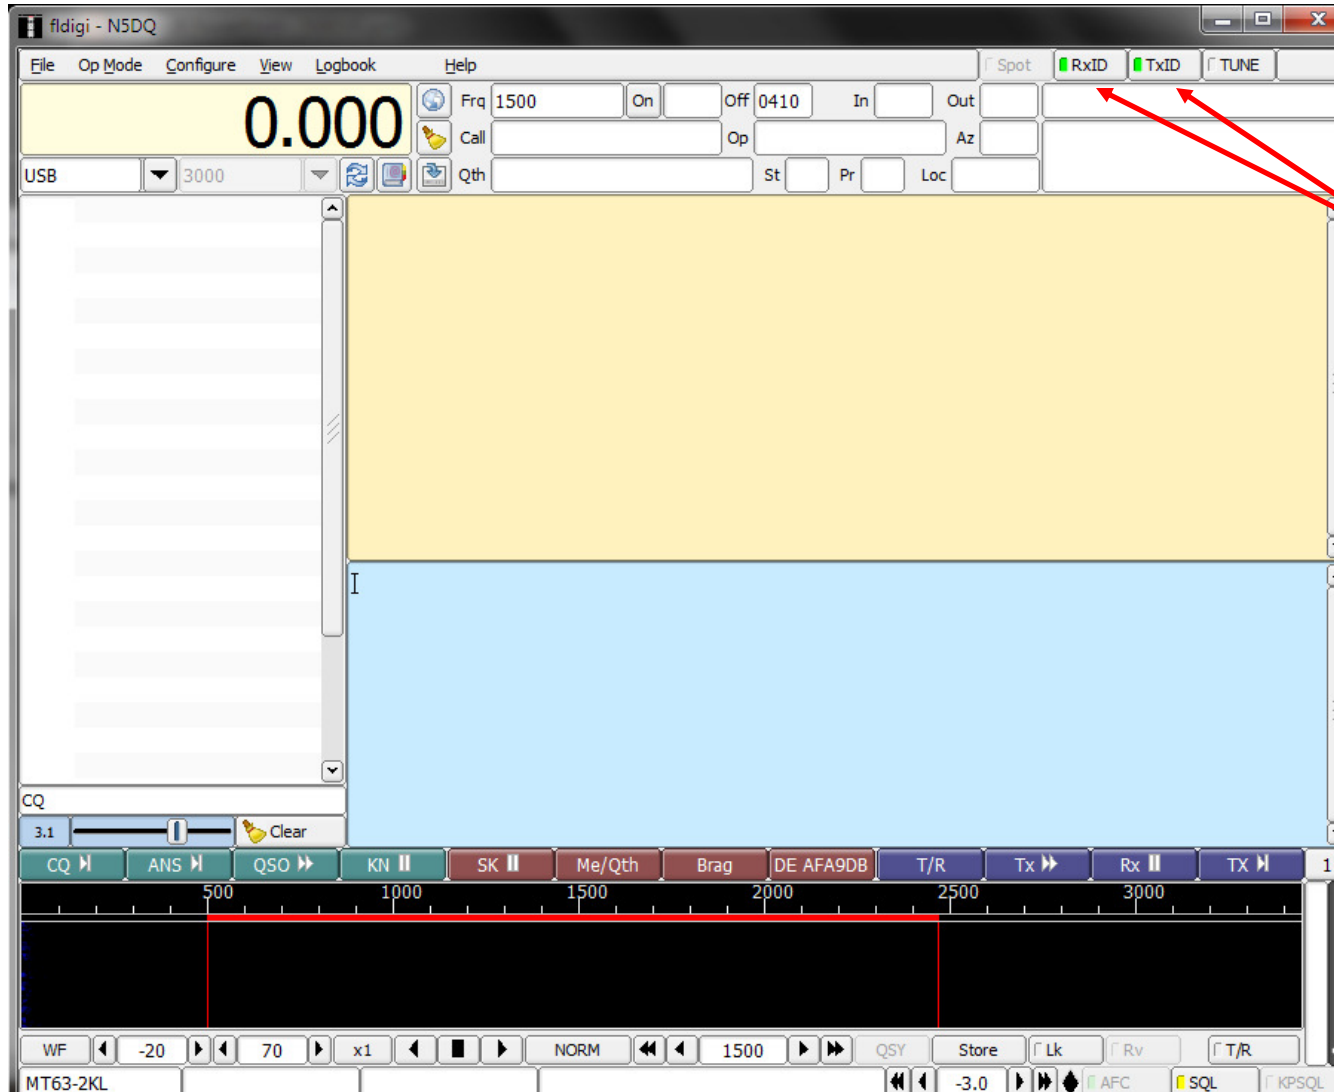 fldigi - N5DQ
File Op Mode Configure View Logbook Help Spot RxID TxID TUNE
0.000 Frq 1500 On Off 0410 In Out
Call Op Az
USB 3000 Qth St Pr Loc
CQ
3.1 Clear
CQ ANS QSO KN SK Me/Qth Brag DE AFA9DB T/R Tx Rx TX 1
500 1000 1500 2000 2500 3000
WF -20 70 x1 NORM 1500 QSY Store Lk Rv T/R
MT63-2KL -3.0 AFC SQL KPSQL